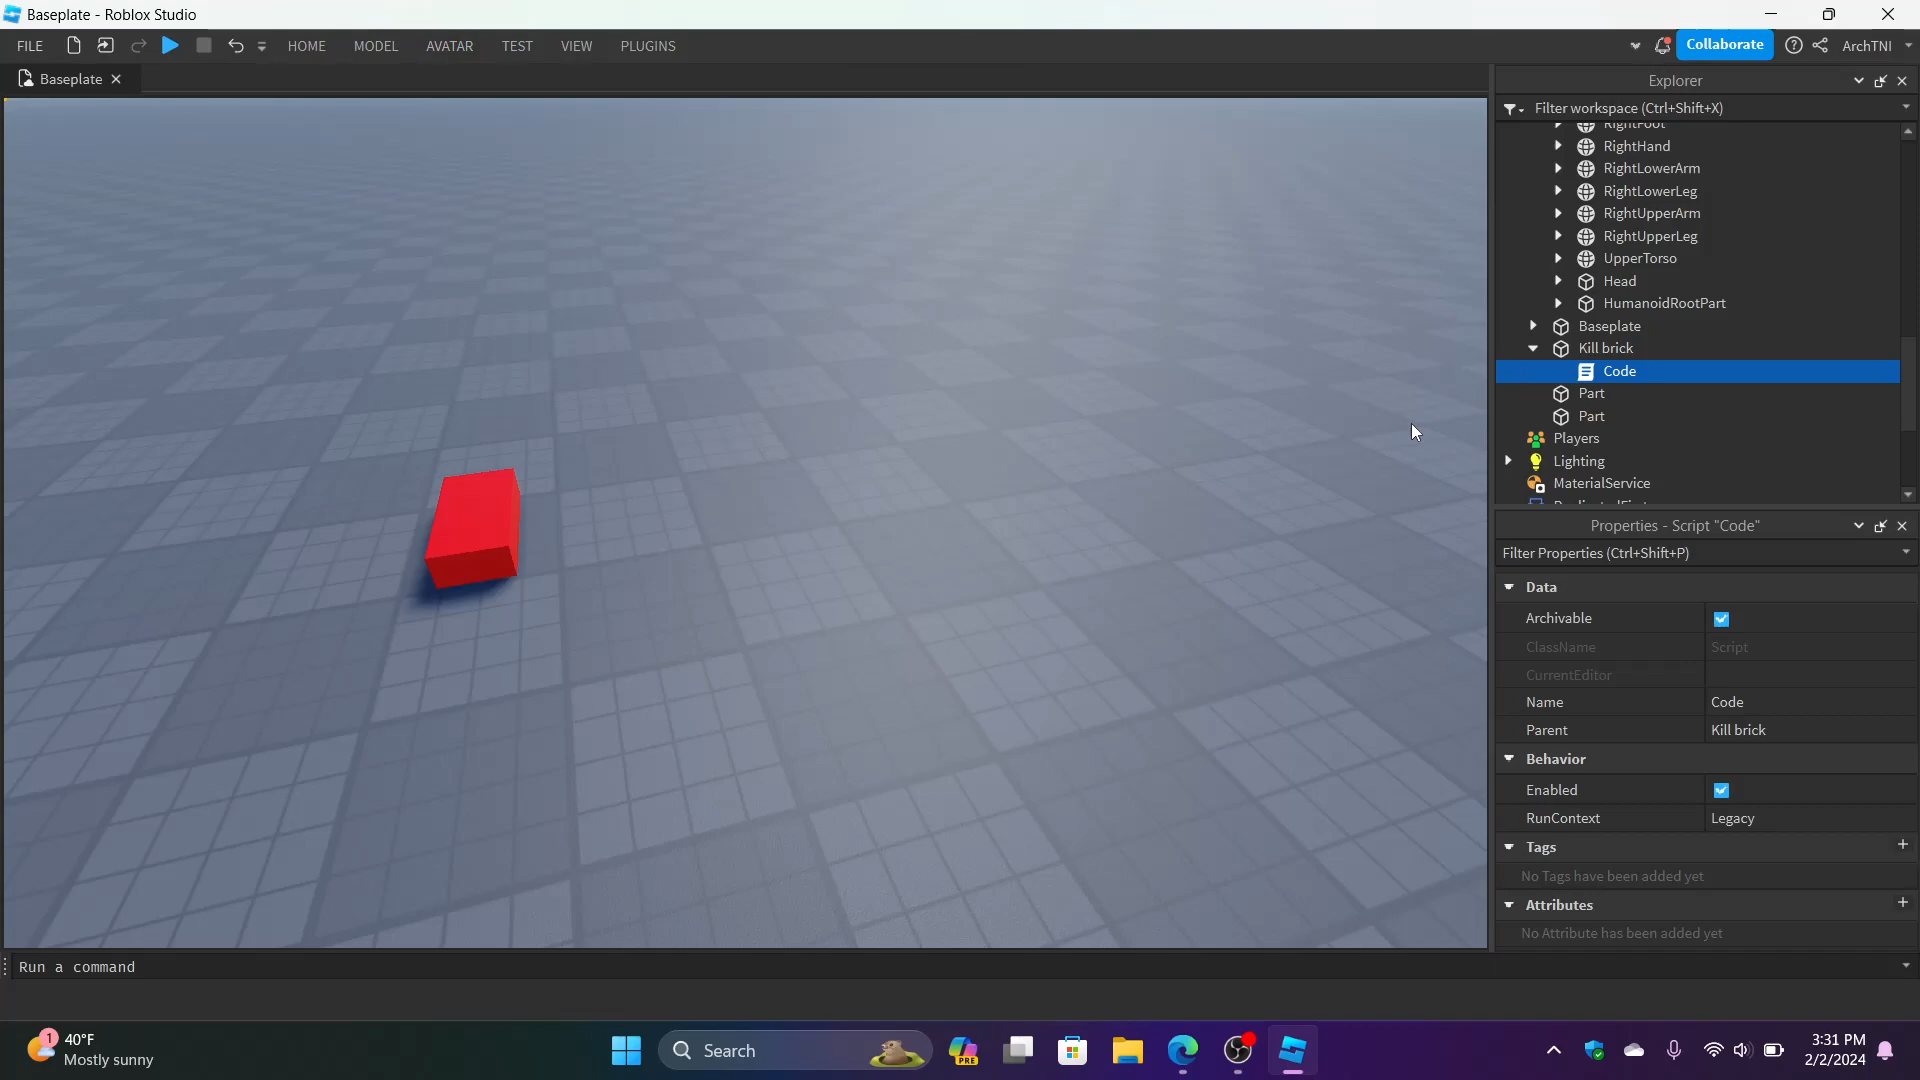 Baseplate - Roblox Studio
FILE HOME MODEL AVATAR TEST VIEW PLUGINS Collaborate ArchTNI
Baseplate
Explorer
Filter workspace (Ctrl+Shift+X)
RightFoot
RightHand
RightLowerArm
RightLowerLeg
RightUpperArm
RightUpperLeg
UpperTorso
Head
HumanoidRootPart
Baseplate
Kill brick
Code
Part
Part
Players
Lighting
MaterialService
Properties - Script "Code"
Filter Properties (Ctrl+Shift+P)
Data
Archivable
ClassName Script
CurrentEditor
Name Code
Parent Kill brick
Behavior
Enabled
RunContext Legacy
Tags +
No Tags have been added yet
Attributes +
No Attribute has been added yet
Run a command
1
40°F
Mostly sunny
Search
PRE
3:31 PM
2/2/2024